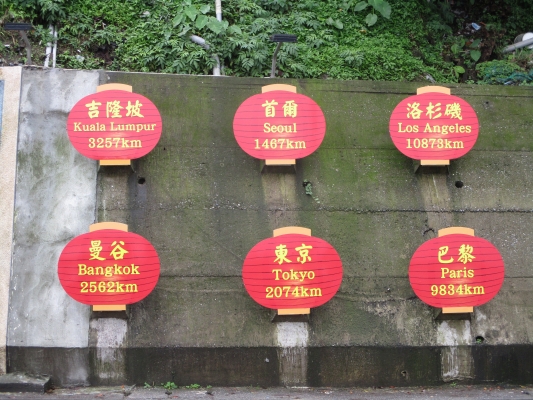 吉隆坡
Kuala Lumpur
3257km
首爾
Seoul
1467km
洛杉磯
Los Angeles
10873km
曼谷
Bangkok
2562km
東京
Tokyo
2074km
巴黎
Paris
9834km